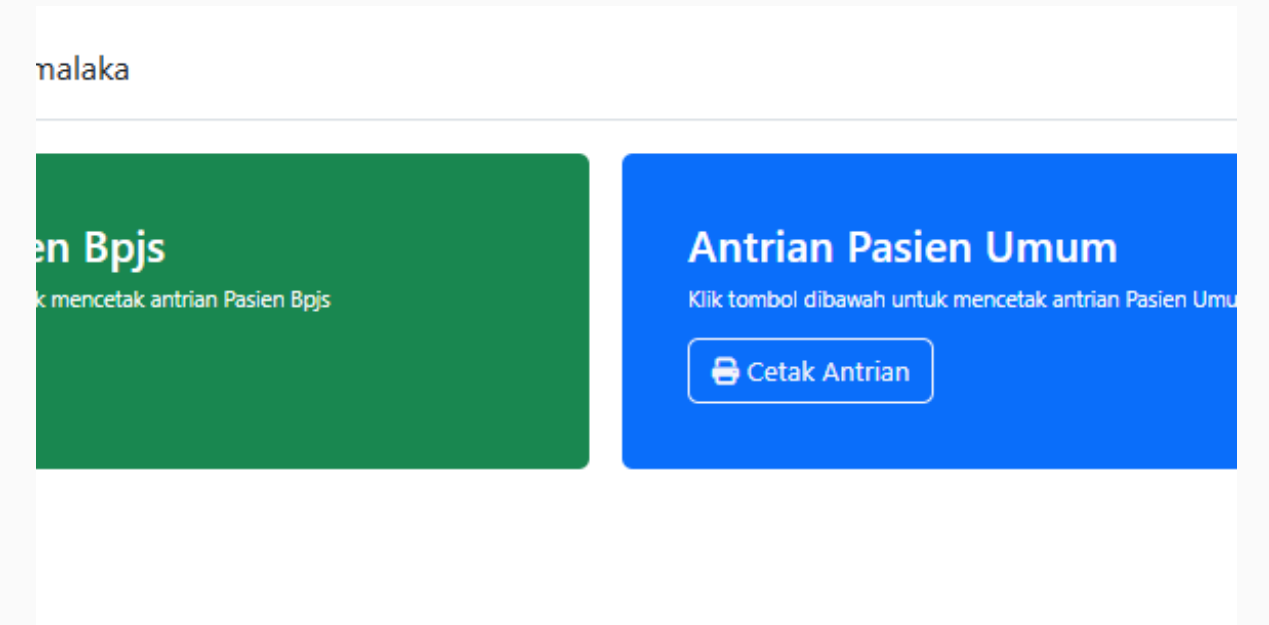 malaka
en Bpjs
k mencetak antrian Pasien Bpjs
Antrian Pasien Umum
Klik tombol dibawah untuk mencetak antrian Pasien Umu
Cetak Antrian